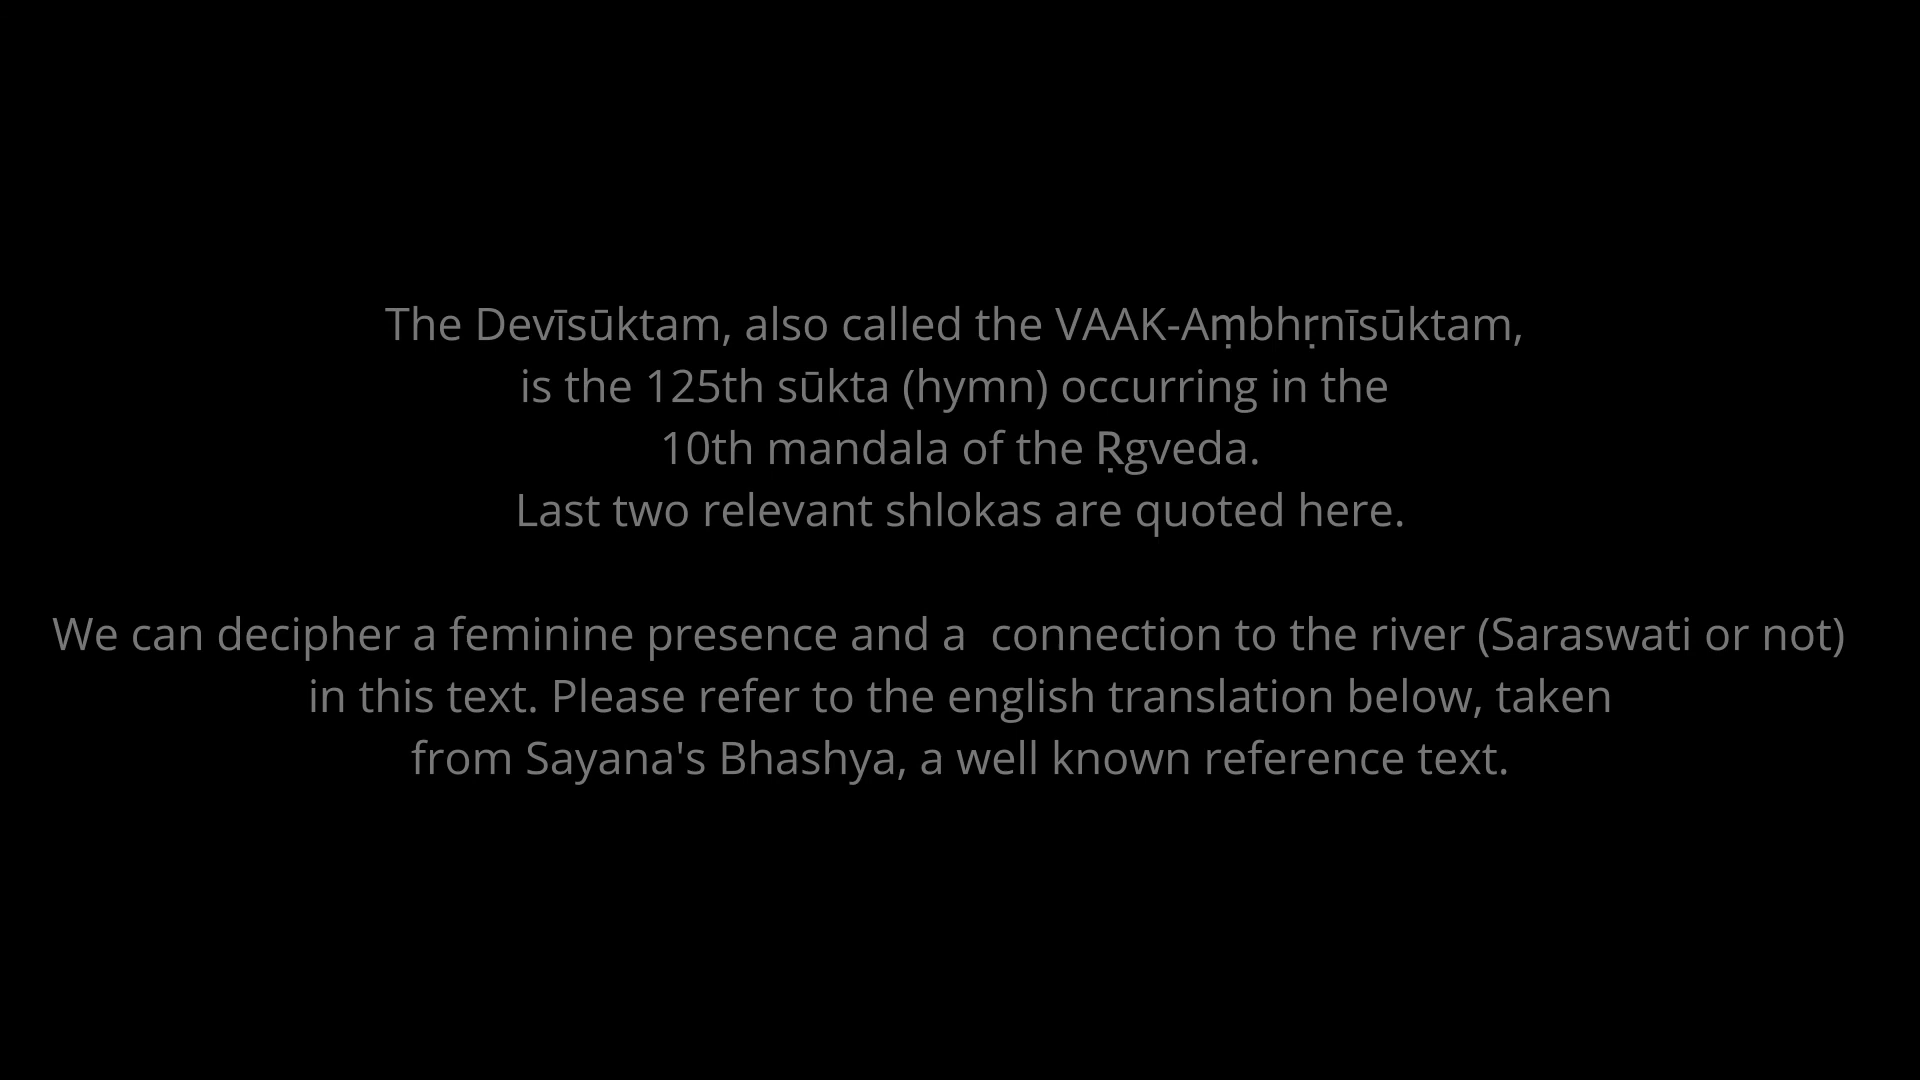 The Devīsūktam, also called the VAAK-Aṃbhṛnīsūktam,
is the 125th sūkta (hymn) occurring in the
10th mandala of the Ṛgveda.
Last two relevant shlokas are quoted here.
We can decipher a feminine presence and a  connection to the river (Saraswati or not)
in this text. Please refer to the english translation below, taken
from Sayana's Bhashya, a well known reference text.